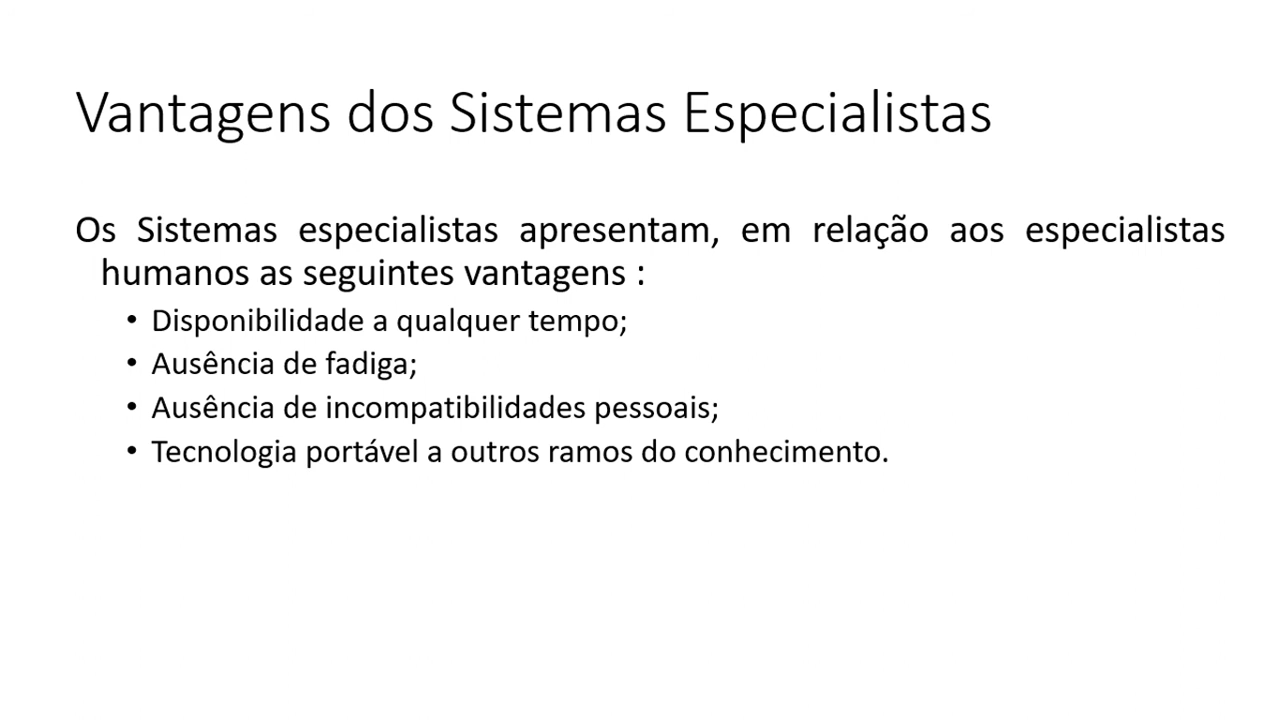 Vantagens dos Sistemas Especialistas
Os Sistemas especialistas apresentam, em relação aos especialistas
humanos as seguintes vantagens :
• Disponibilidade a qualquer tempo;
• Ausência de fadiga;
• Ausência de incompatibilidades pessoais;
• Tecnologia portável a outros ramos do conhecimento.